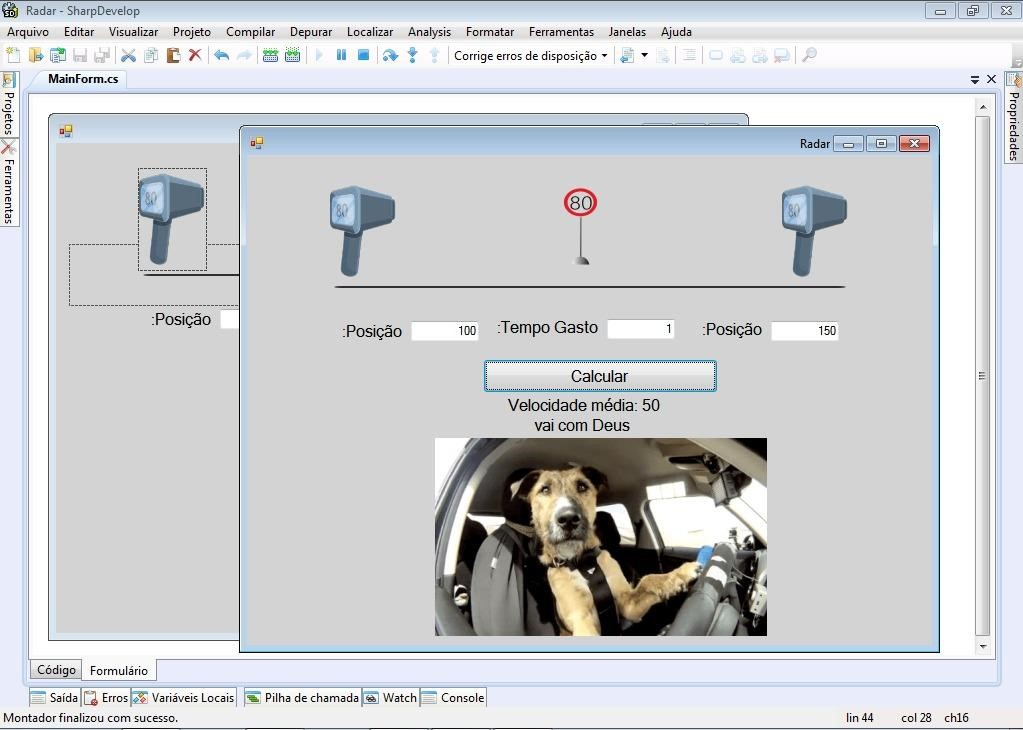 Radar - SharpDevelop
Arquivo Editar Visualizar Projeto Compilar Depurar Localizar Analysis Formatar Ferramentas Janelas Ajuda
Corrige erros de disposição
MainForm.cs
Projetos
Ferramentas
Propriedades
80
:Posição
Radar
80
80
80
:Posição 100 :Tempo Gasto 1 :Posição 150
Calcular
Velocidade média: 50
vai com Deus
Código Formulário
Saída Erros Variáveis Locais Pilha de chamada Watch Console
Montador finalizou com sucesso. lin 44 col 28 ch16